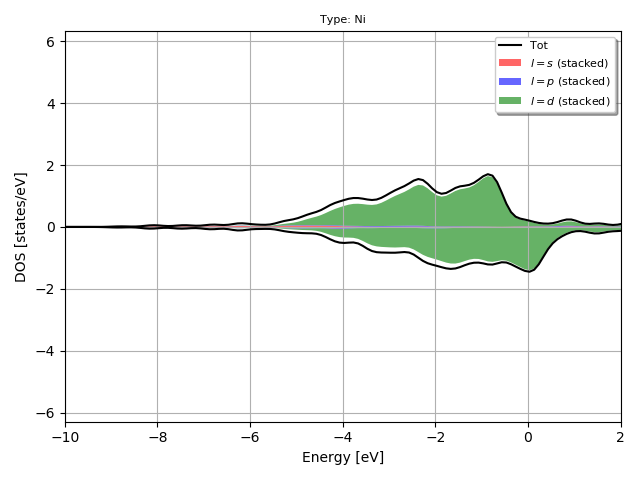 Type: Ni
Tot
l = s (stacked)
l = p (stacked)
l = d (stacked)
DOS [states/eV]
6
4
2
0
−2
−4
−6
−10
−8
−6
−4
−2
0
2
Energy [eV]